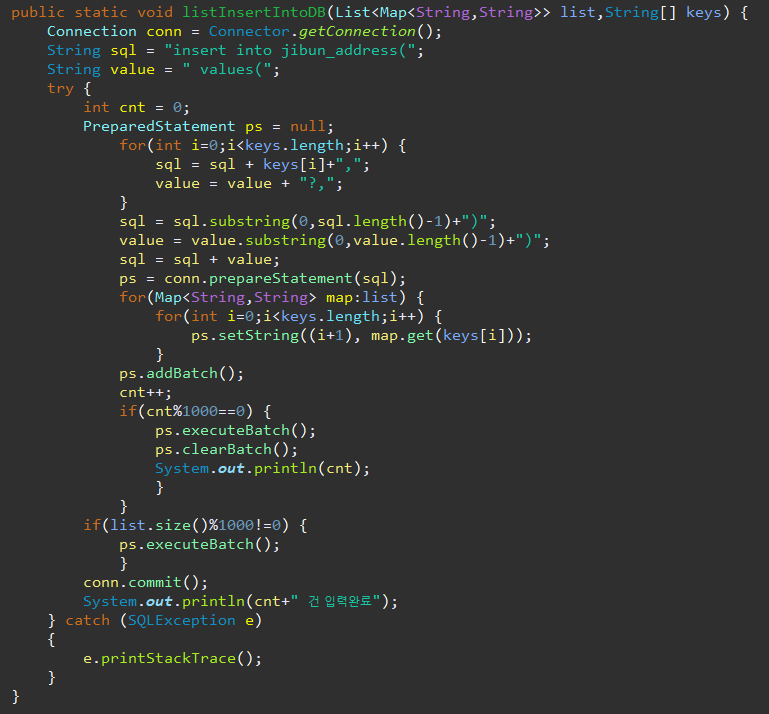 public static void listInsertIntoDB(List<Map<String,String>> list,String[] keys) {
    Connection conn = Connector.getConnection();
    String sql = "insert into jibun_address(";
    String value = " values(";
    try {
        int cnt = 0;
        PreparedStatement ps = null;
            for(int i=0;i<keys.length;i++) {
                sql = sql + keys[i]+",";
                value = value + "?,";
            }
            sql = sql.substring(0,sql.length()-1)+")";
            value = value.substring(0,value.length()-1)+")";
            sql = sql + value;
            ps = conn.prepareStatement(sql);
            for(Map<String,String> map:list) {
                for(int i=0;i<keys.length;i++) {
                    ps.setString((i+1), map.get(keys[i]));
                }
            ps.addBatch();
            cnt++;
            if(cnt%1000==0) {
                ps.executeBatch();
                ps.clearBatch();
                System.out.println(cnt);
                }
            }
        if(list.size()%1000!=0) {
            ps.executeBatch();
            }
        conn.commit();
        System.out.println(cnt+" 건 입력완료");
    } catch (SQLException e)
    {
        e.printStackTrace();
    }
}